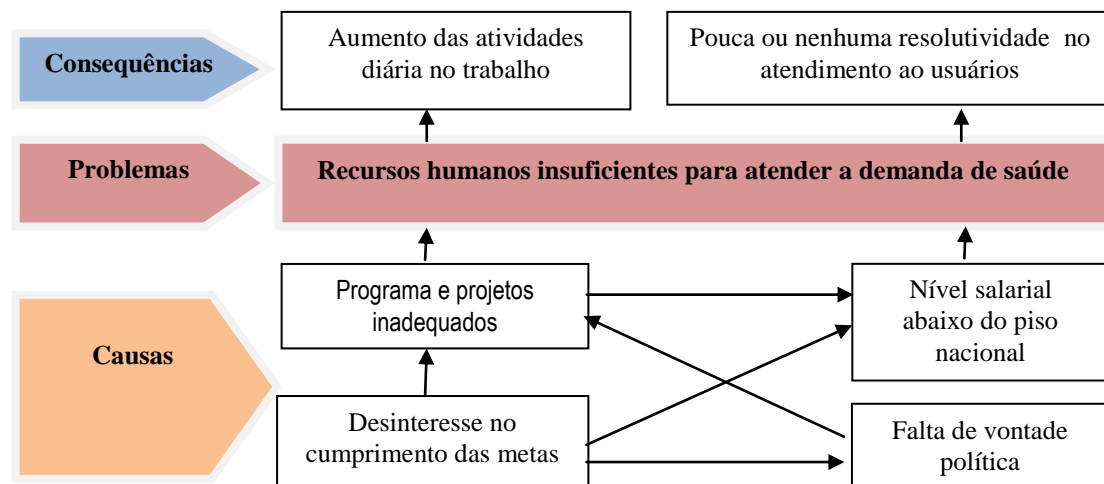 Consequências
Aumento das atividades
diária no trabalho
Pouca ou nenhuma resolutividade no
atendimento ao usuários
Problemas
Recursos humanos insuficientes para atender a demanda de saúde
Causas
Programa e projetos
inadequados
Nível salarial
abaixo do piso
nacional
Desinteresse no
cumprimento das metas
Falta de vontade
política